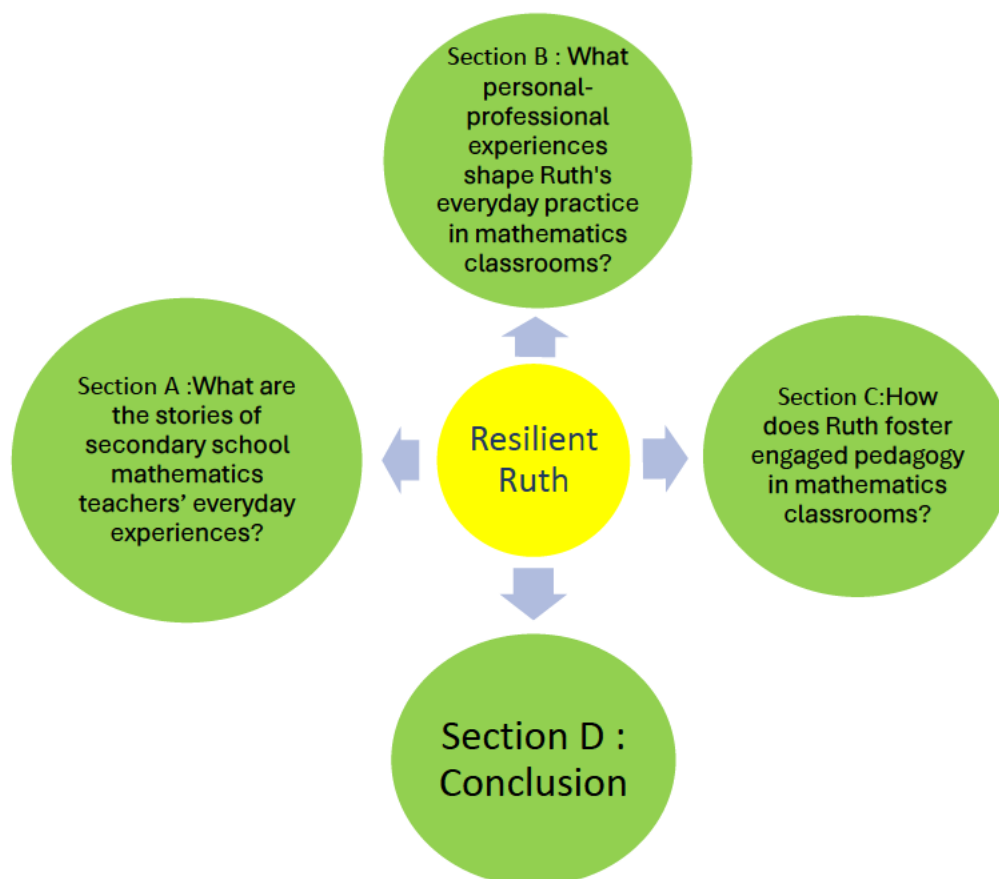 Section B : What
personal-
professional
experiences
shape Ruth's
everyday practice
in mathematics
classrooms?
Section A :What are
the stories of
secondary school
mathematics
teachers’ everyday
experiences?
Resilient
Ruth
Section C:How
does Ruth foster
engaged pedagogy
in mathematics
classrooms?
Section D :
Conclusion